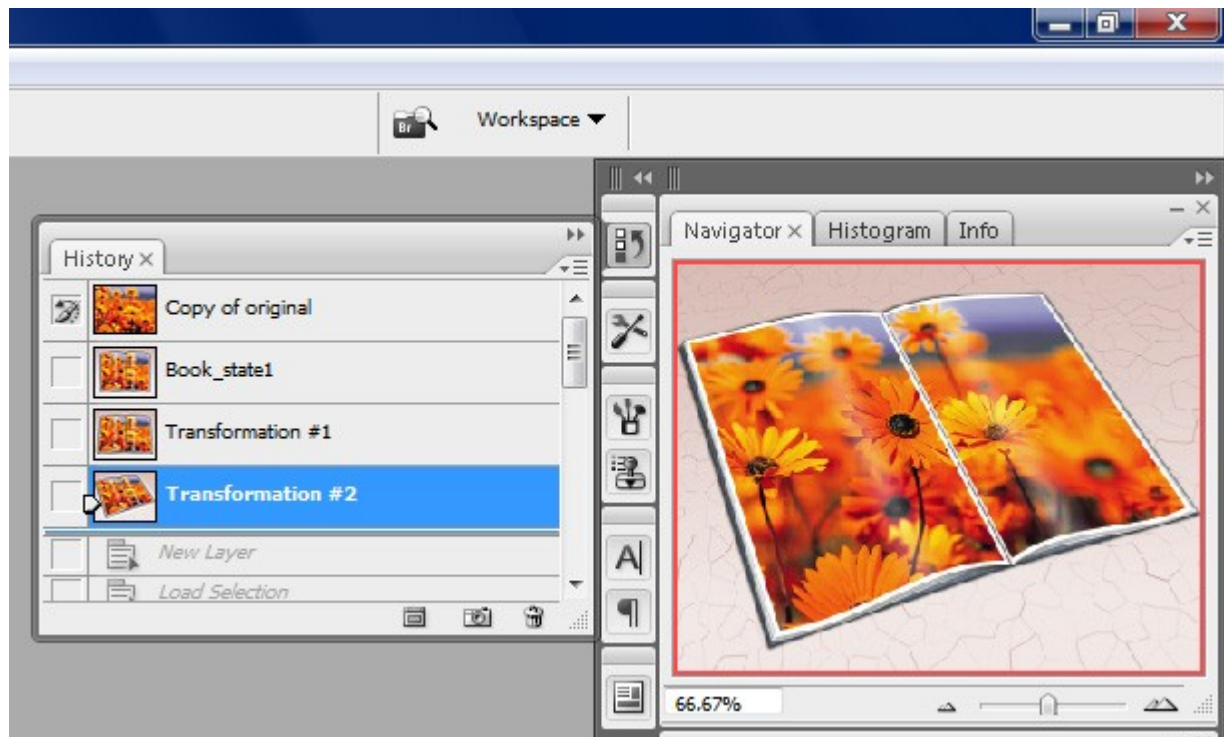 Br
Workspace
History
Navigator
Histogram
Info
Copy of original
Book_state1
Transformation #1
Transformation #2
New Layer
Load Selection
A
66.67%